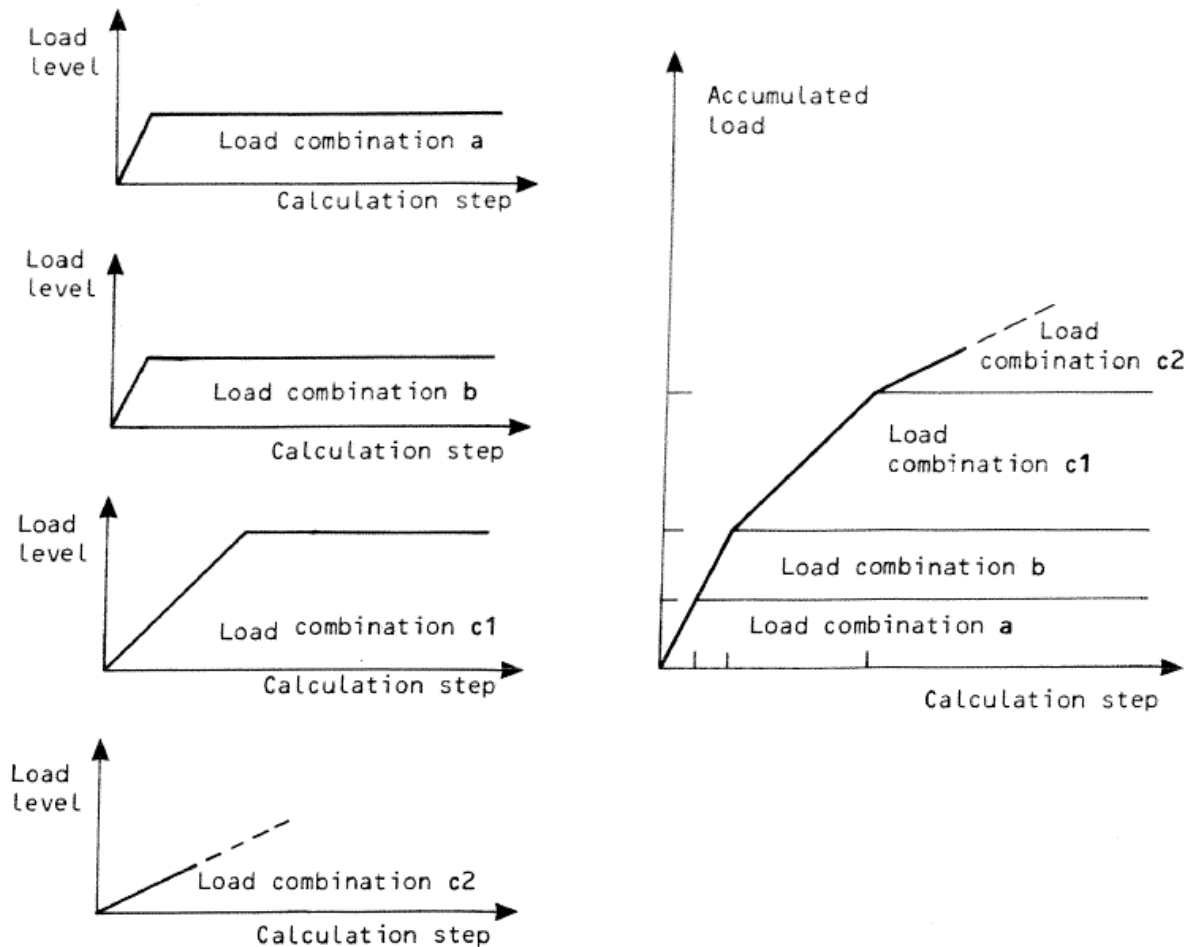 Load
level
Load combination a
Calculation step
Load
level
Load combination b
Calculation step
Load
level
Load combination c1
Calculation step
Load
level
Load combination c2
Calculation step
Accumulated
load
Load
combination c2
Load
combination c1
Load combination b
Load combination a
Calculation step